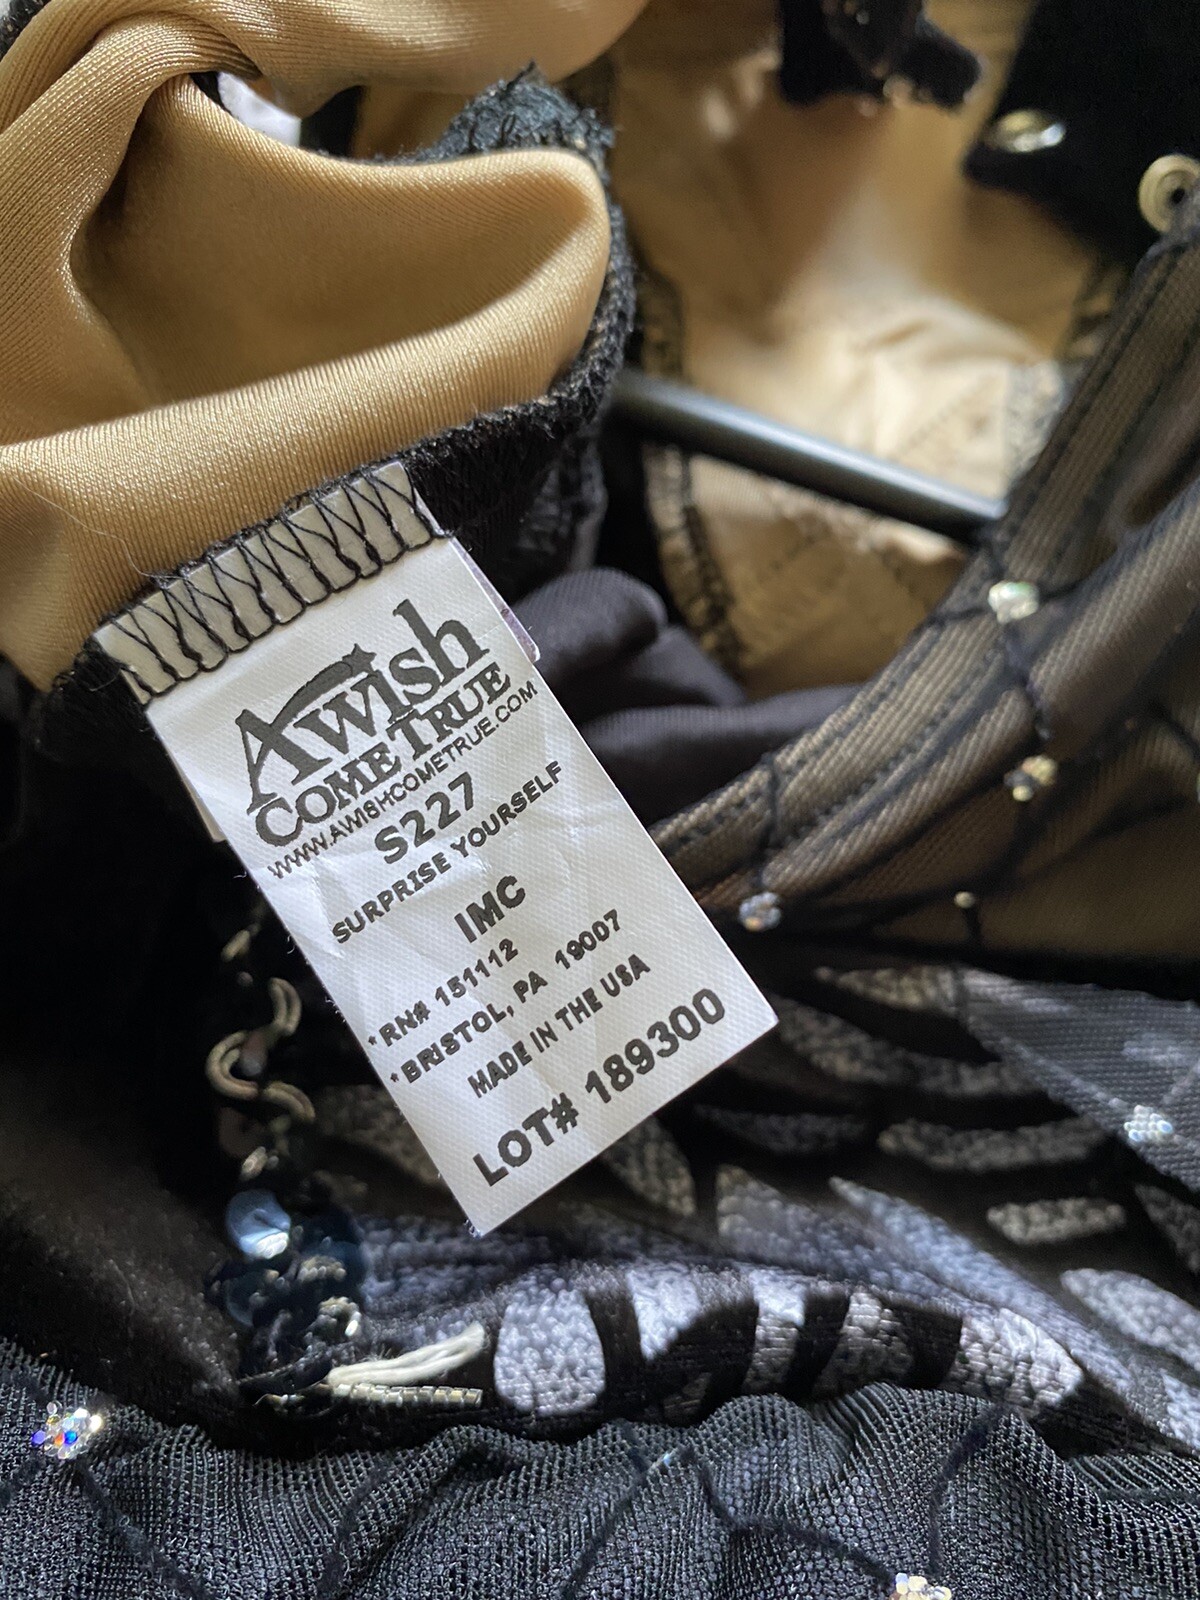 A wish
COME TRUE
WWW.AWISHCOMETRUE.COM
S227
SURPRISE YOURSELF
IMC
*RN# 151112
*BRISTOL, PA 19007
MADE IN THE USA
LOT# 189300